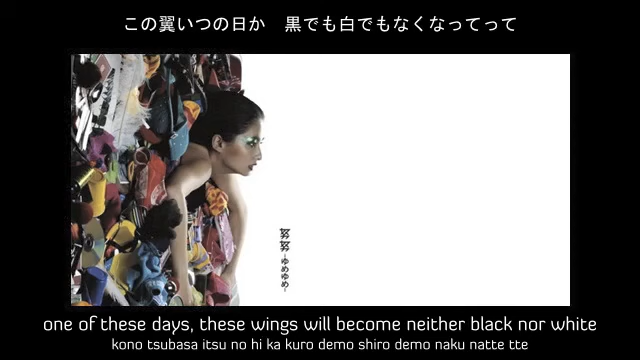 この翼いつの日か　黒でも白でもなくなってって
努努
~ゆめゆめ~
one of these days, these wings will become neither black nor white
kono tsubasa itsu no hi ka kuro demo shiro demo naku natte tte